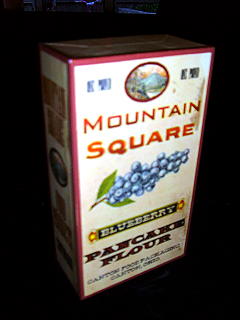 MOUNTAIN
SQUARE
BLUEBERRY
PANCAKE
FLOUR
CANTON FOOD PACKAGING
CANTON, OHIO